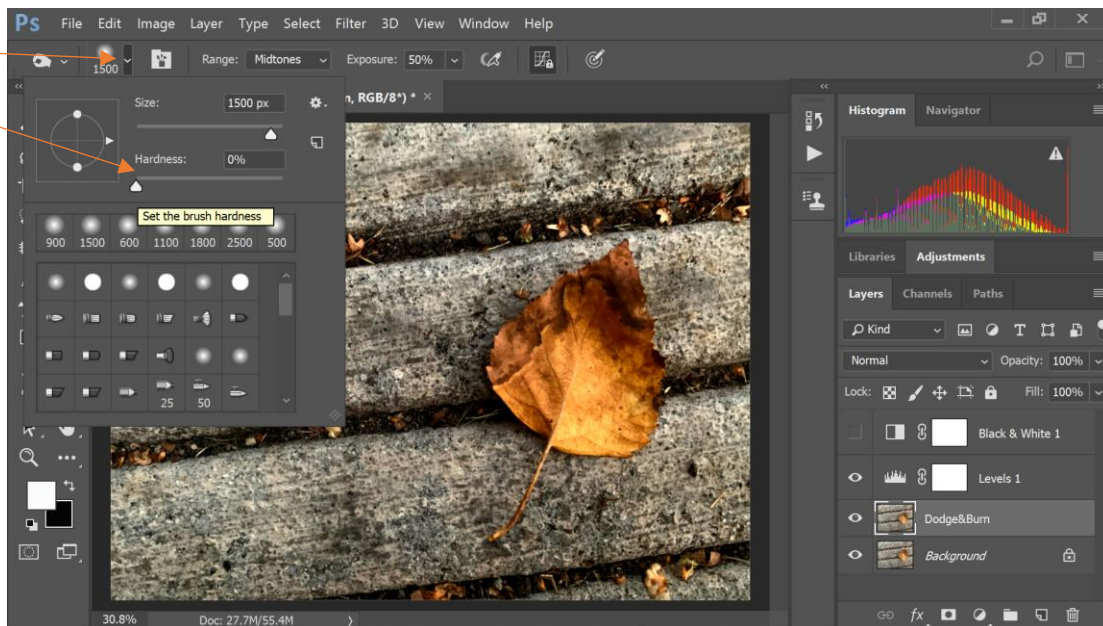 Ps File Edit Image Layer Type Select Filter 3D View Window Help
1500 Range: Midtones Exposure: 50%
RGB/8*) * ×
Size: 1500 px
Hardness: 0%
Set the brush hardness
900 1500 600 1100 1800 2500 500
25 50
Histogram Navigator
Libraries Adjustments
Layers Channels Paths
Kind
Normal Opacity: 100%
Lock: Fill: 100%
Black & White 1
Levels 1
Dodge&Burn
Background
fx
30.8% Doc: 27.7M/55.4M